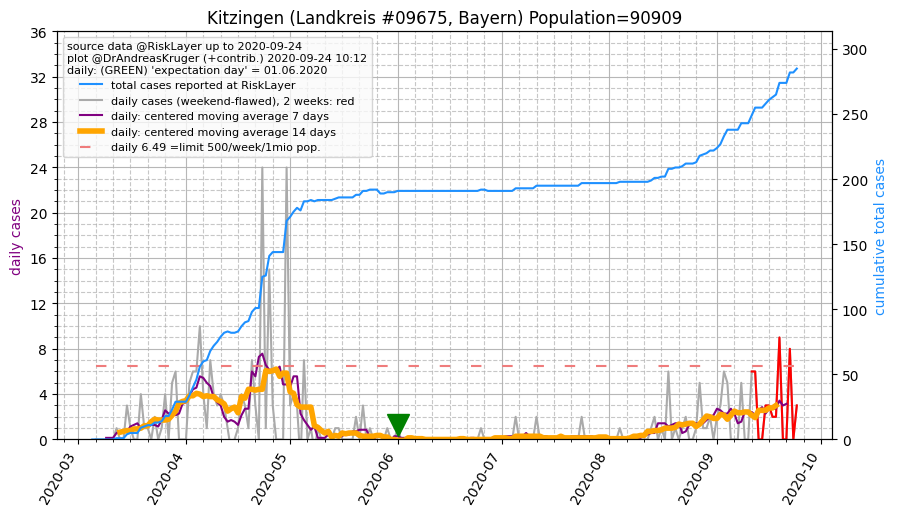 Kitzingen (Landkreis #09675, Bayern) Population=90909
source data @RiskLayer up to 2020-09-24
plot @DrAndreasKruger (+contrib.) 2020-09-24 10:12
daily: (GREEN) 'expectation day' = 01.06.2020
total cases reported at RiskLayer
daily cases (weekend-flawed), 2 weeks: red
daily: centered moving average 7 days
daily: centered moving average 14 days
daily 6.49 =limit 500/week/1mio pop.
daily cases
36
32
28
24
20
16
12
8
4
0
300
250
200
150
100
50
0
cumulative total cases
2020-03
2020-04
2020-05
2020-06
2020-07
2020-08
2020-09
2020-10